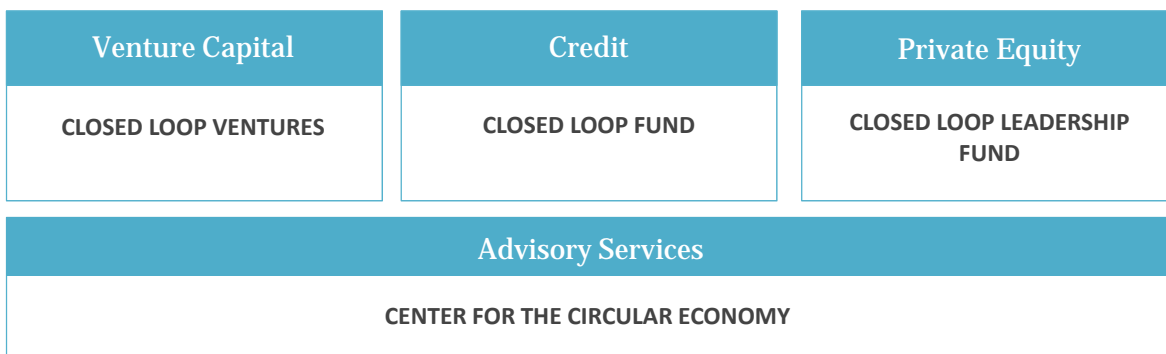 Venture Capital
CLOSED LOOP VENTURES
Credit
CLOSED LOOP FUND
Private Equity
CLOSED LOOP LEADERSHIP
FUND
Advisory Services
CENTER FOR THE CIRCULAR ECONOMY